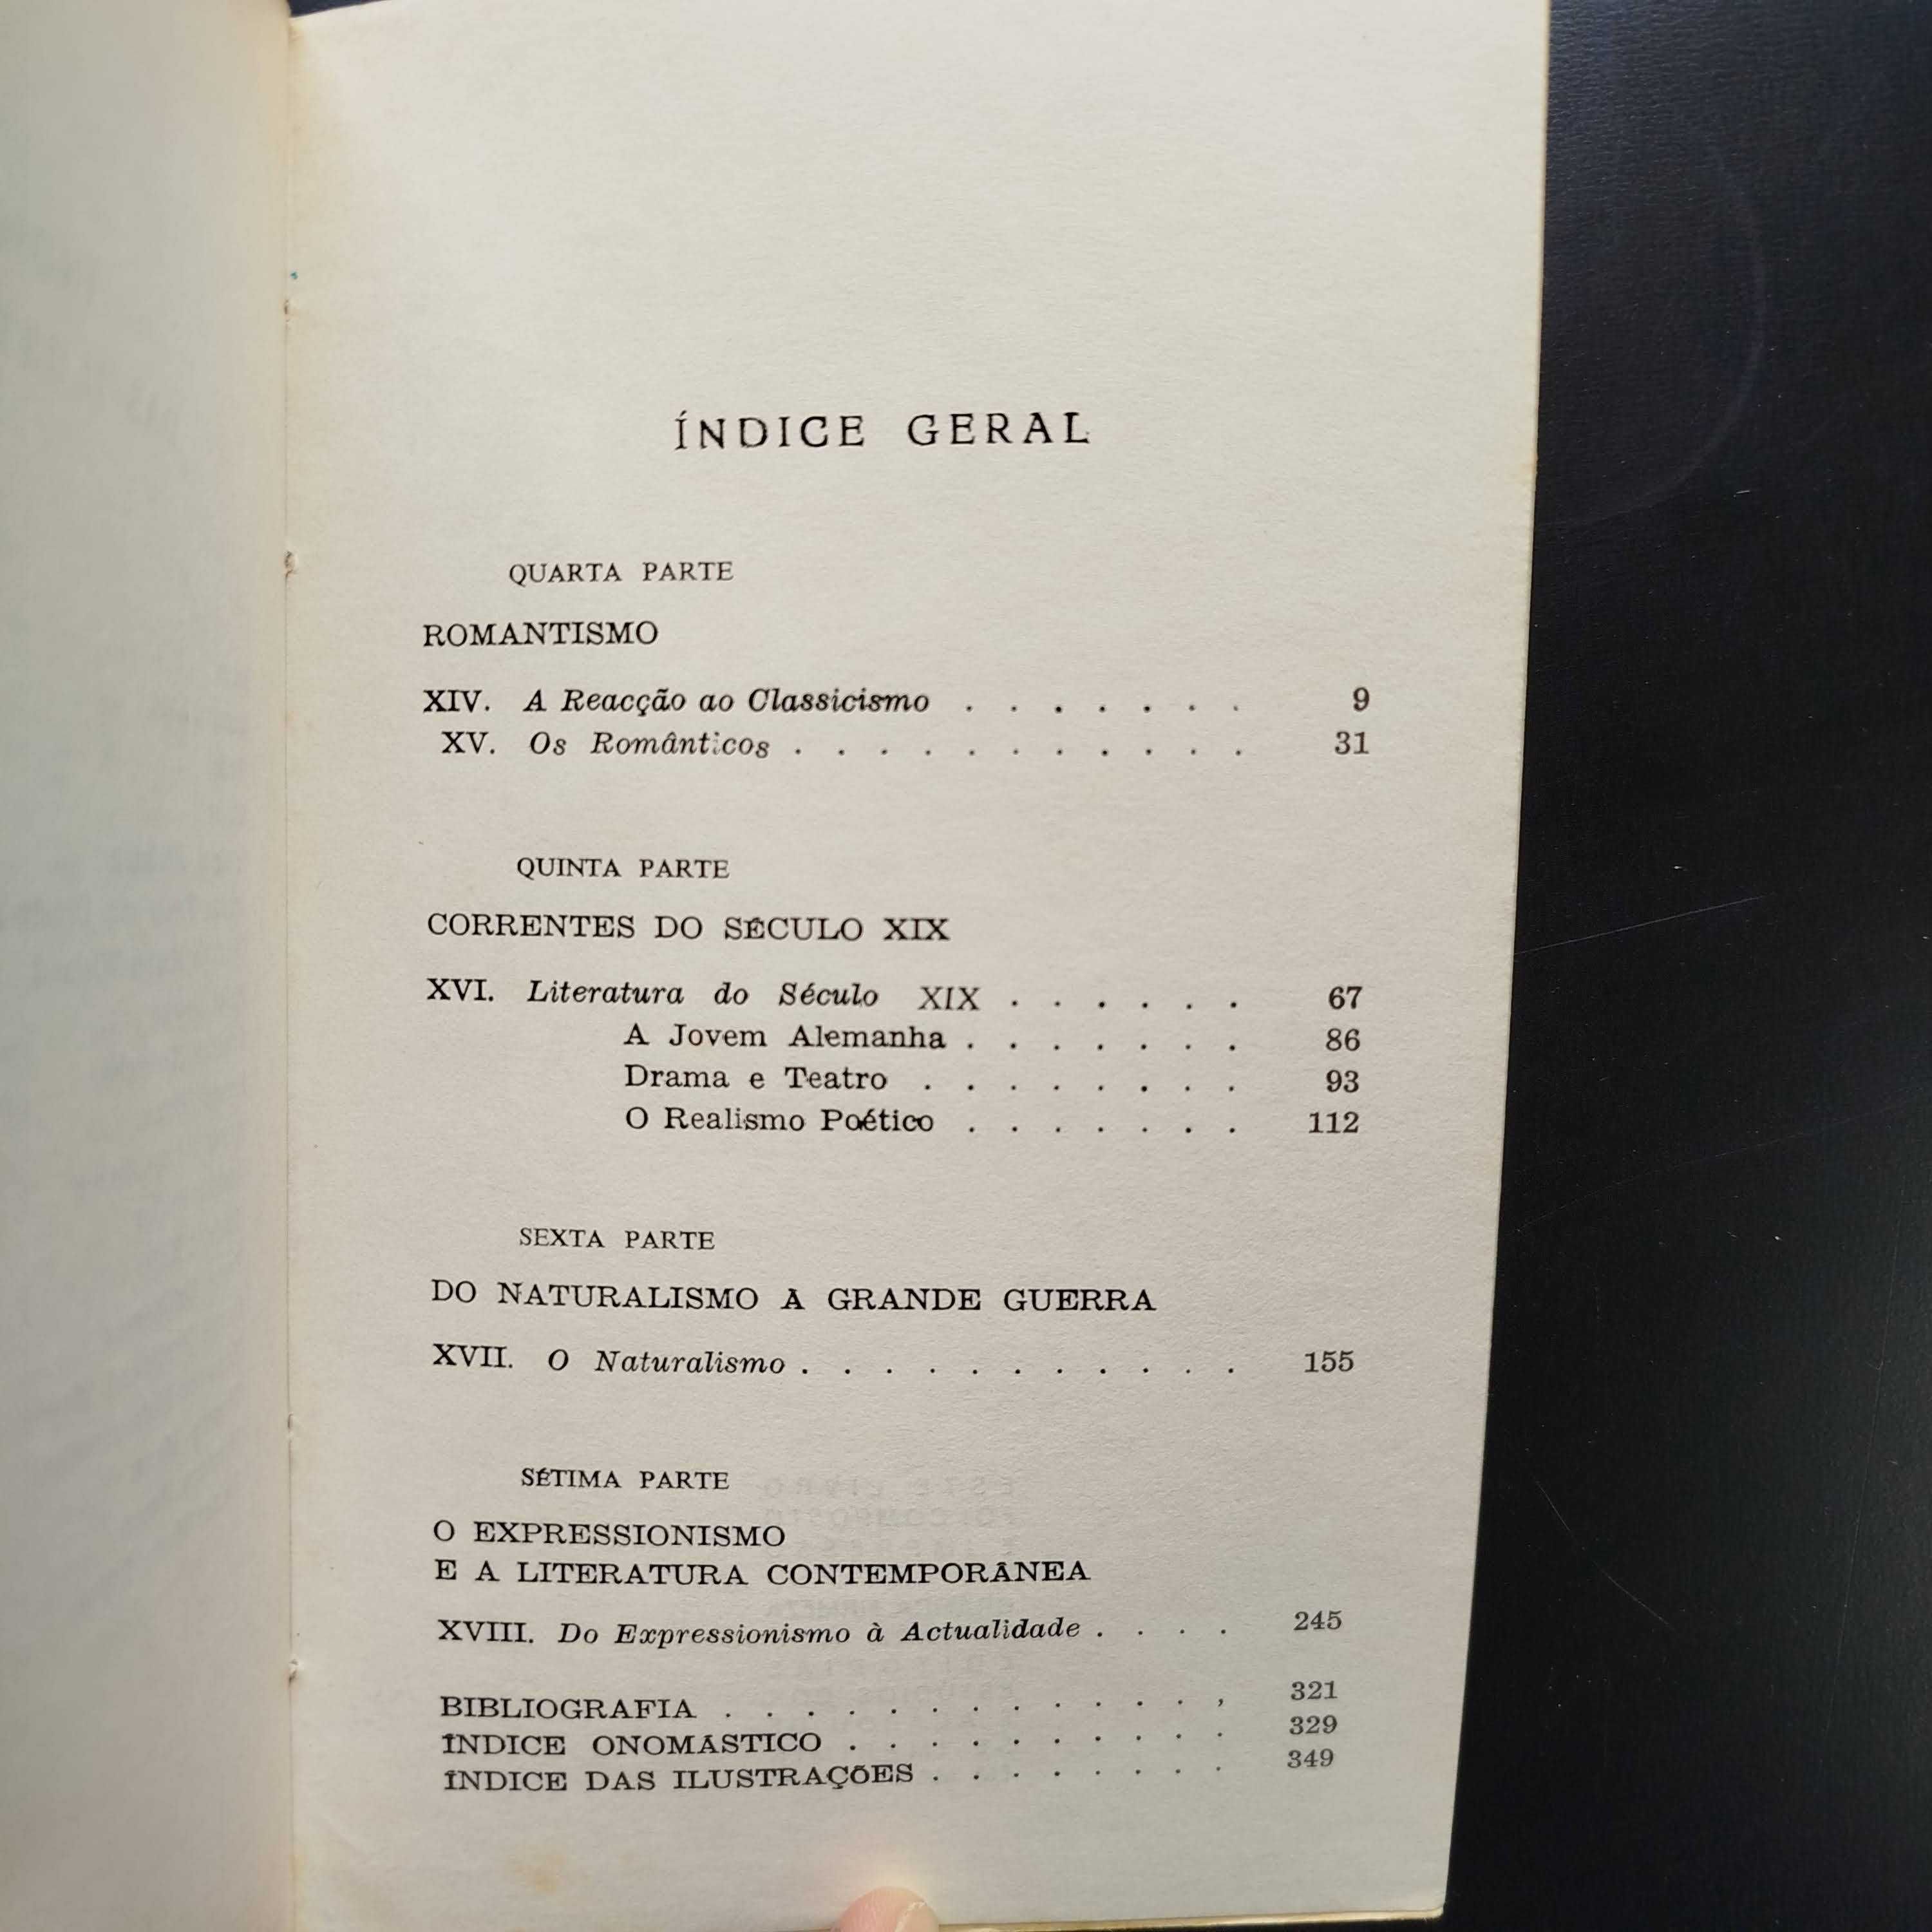 ÍNDICE GERAL
QUARTA PARTE
ROMANTISMO
XIV. A Reacção ao Classicismo . . . . . . . 9
XV. Os Românticos . . . . . . . . . . . 31
QUINTA PARTE
CORRENTES DO SÉCULO XIX
XVI. Literatura do Século XIX . . . . . . 67
A Jovem Alemanha . . . . . . . 86
Drama e Teatro . . . . . . . . 93
O Realismo Poético . . . . . . . 112
SEXTA PARTE
DO NATURALISMO À GRANDE GUERRA
XVII. O Naturalismo . . . . . . . . . . . 155
SÉTIMA PARTE
O EXPRESSIONISMO
E A LITERATURA CONTEMPORÂNEA
XVIII. Do Expressionismo à Actualidade . . . . 245
BIBLIOGRAFIA . . . . . . . . . . . . , 321
ÍNDICE ONOMÁSTICO . . . . . . . . . . 329
ÍNDICE DAS ILUSTRAÇÕES . . . . . . . . 349